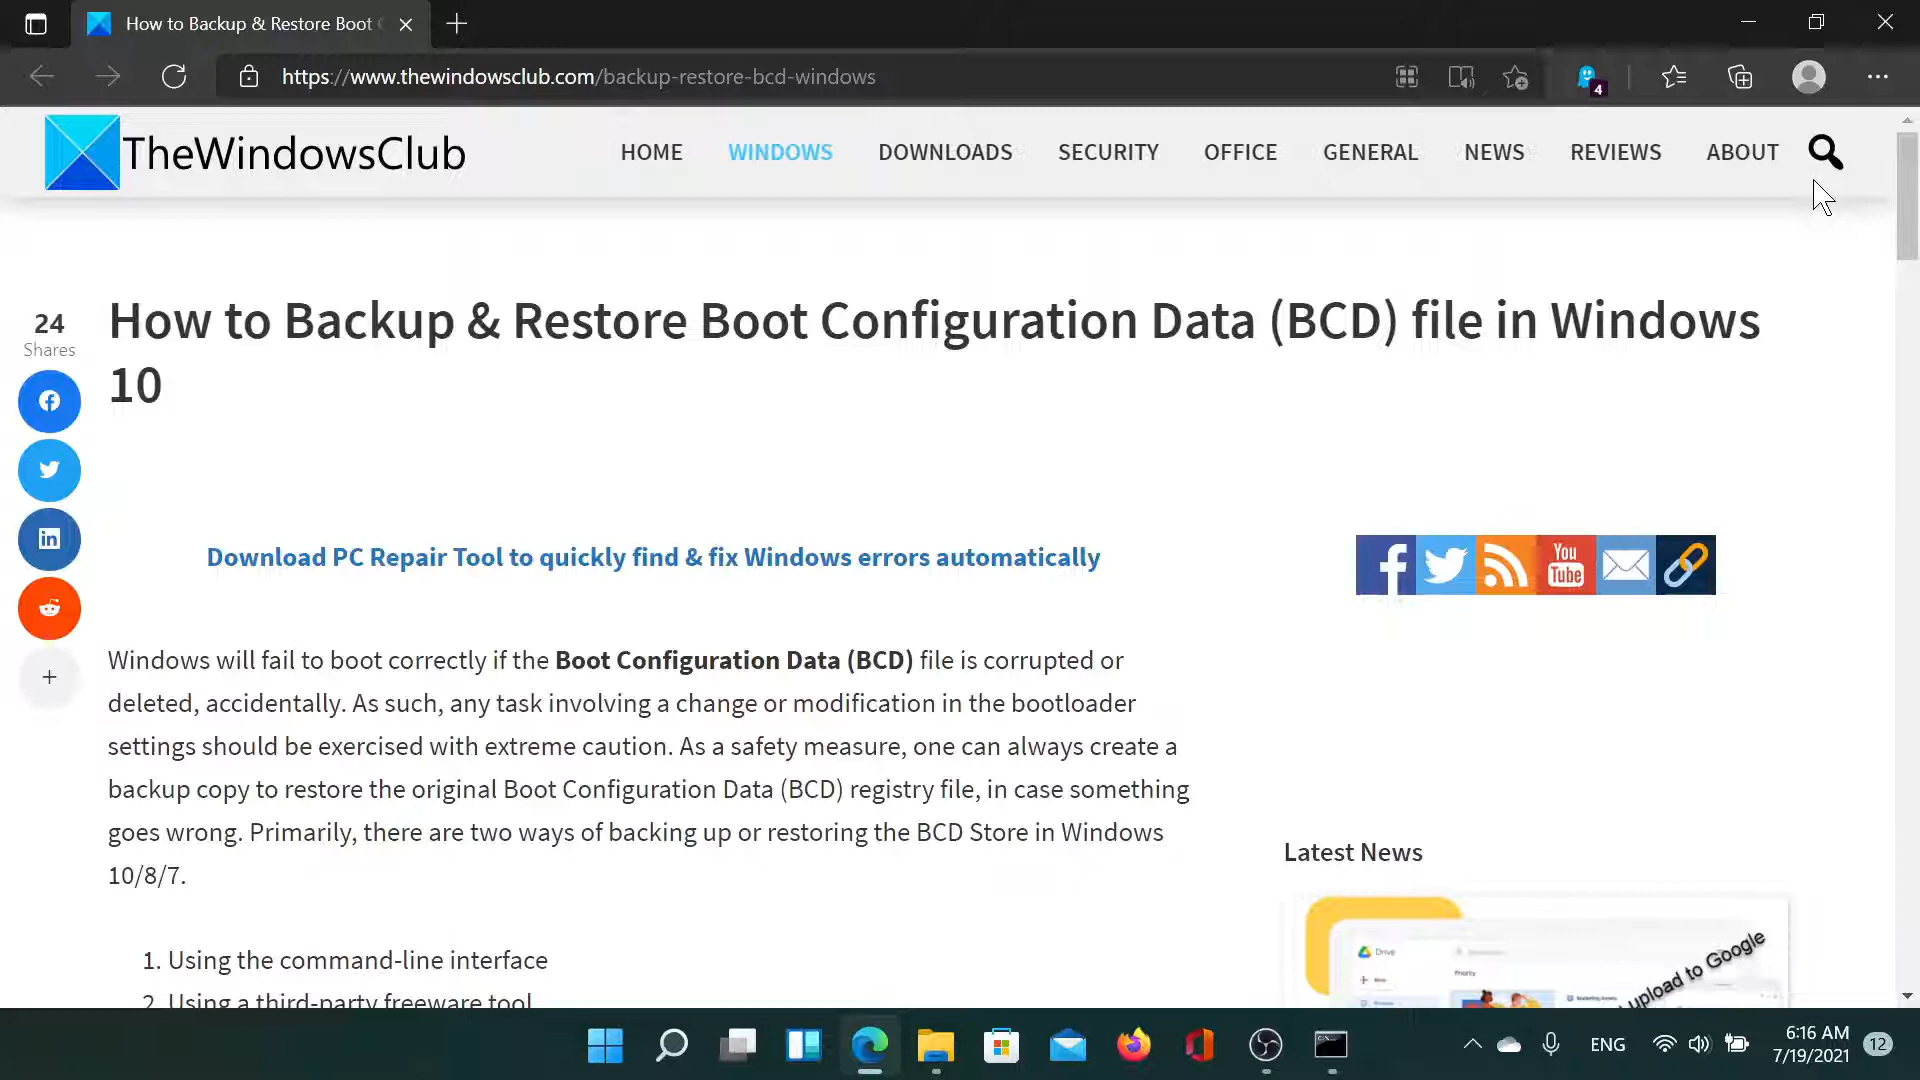 How to Backup & Restore Boot
https://www.thewindowsclub.com/backup-restore-bcd-windows
4
TheWindowsClub
HOME
WINDOWS
DOWNLOADS
SECURITY
OFFICE
GENERAL
NEWS
REVIEWS
ABOUT
24
Shares
How to Backup & Restore Boot Configuration Data (BCD) file in Windows
10
Download PC Repair Tool to quickly find & fix Windows errors automatically
You
Tube
Windows will fail to boot correctly if the Boot Configuration Data (BCD) file is corrupted or
deleted, accidentally. As such, any task involving a change or modification in the bootloader
settings should be exercised with extreme caution. As a safety measure, one can always create a
backup copy to restore the original Boot Configuration Data (BCD) registry file, in case something
goes wrong. Primarily, there are two ways of backing up or restoring the BCD Store in Windows
10/8/7.
1. Using the command-line interface
2. Using a third-party freeware tool
Latest News
Drive
New
Priority
upload to Google
ENG
6:16 AM
7/19/2021
12